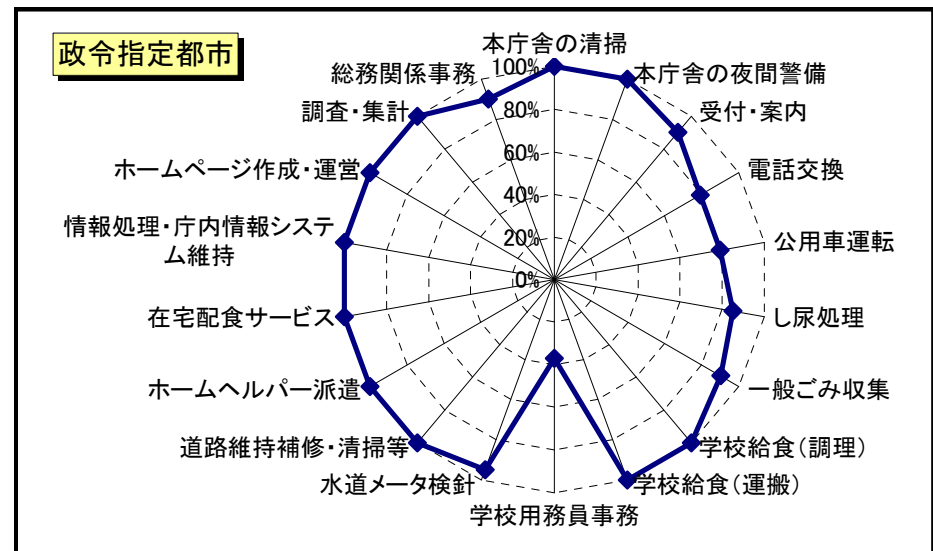 政令指定都市
本庁舎の清掃
本庁舎の夜間警備
受付・案内
電話交換
公用車運転
し尿処理
一般ごみ収集
学校給食(調理)
学校給食(運搬)
学校用務員事務
水道メータ検針
道路維持補修・清掃等
ホームヘルパー派遣
在宅配食サービス
情報処理・庁内情報システ
ム維持
ホームページ作成・運営
調査・集計
総務関係事務
100%
80%
60%
40%
20%
0%